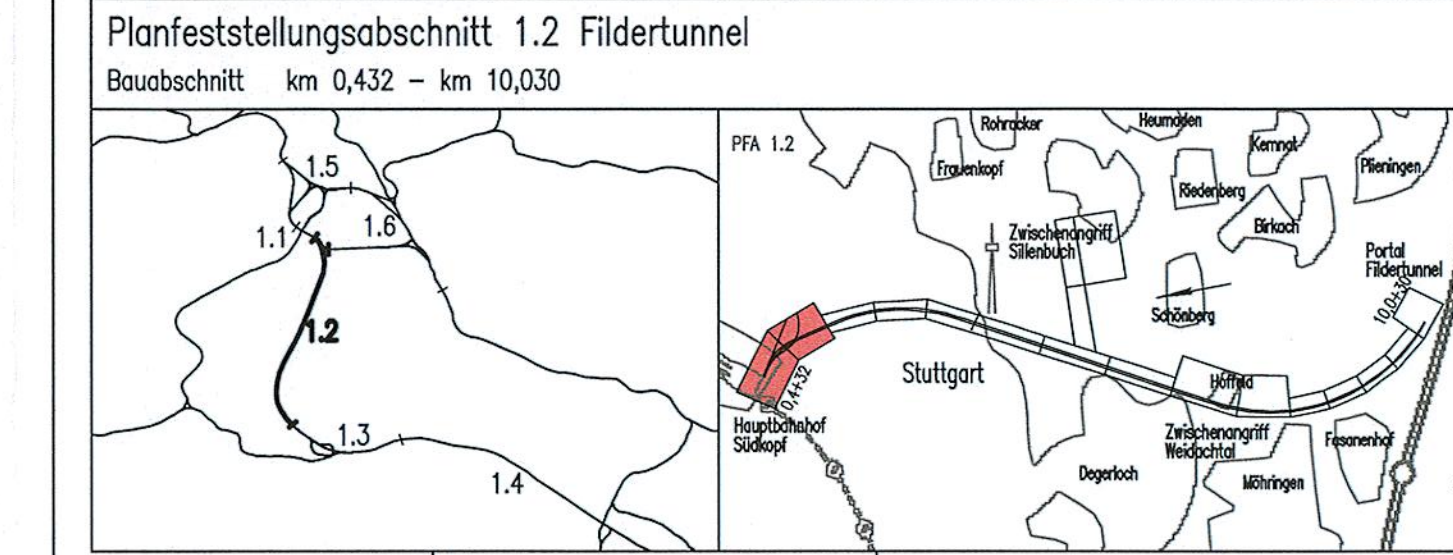 Planfeststellungsabschnitt 1.2 Fildertunnel
Bauabschnitt km 0,432 – km 10,030
1.5
1.6
1.1
1.2
1.3
1.4
PFA 1.2
Rohracker
Heumaden
Kemnat
Frauenkopf
Plieningen
Riedenberg
Birkach
Zwischenangriff
Sillenbuch
Portal
Fildertunnel
10,0+30
Schönberg
Stuttgart
Hoffeld
0,4+32
Hauptbahnhof
Südkopf
Zwischenangriff
Weidachtal
Fasanenhof
Degerloch
Möhringen